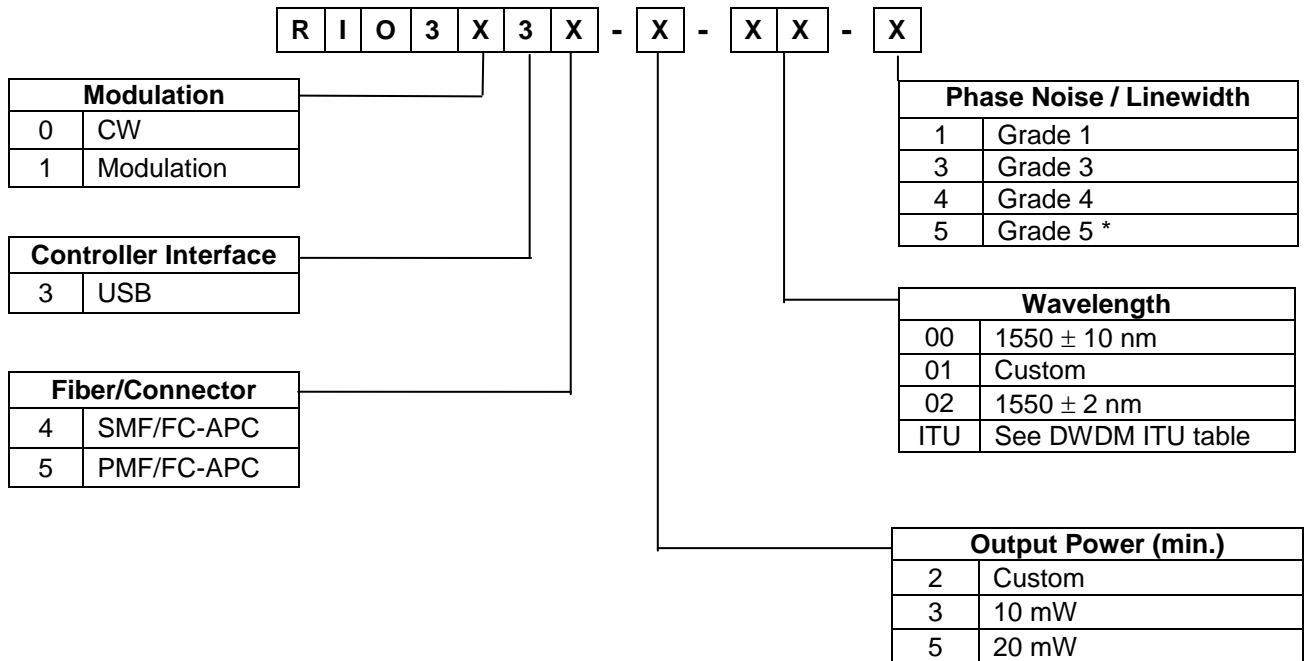 R I O 3 X 3 X - X - X X - X
Modulation
0 CW
1 Modulation
Controller Interface
3 USB
Fiber/Connector
4 SMF/FC-APC
5 PMF/FC-APC
Phase Noise / Linewidth
1 Grade 1
3 Grade 3
4 Grade 4
5 Grade 5 *
Wavelength
00 1550 ± 10 nm
01 Custom
02 1550 ± 2 nm
ITU See DWDM ITU table
Output Power (min.)
2 Custom
3 10 mW
5 20 mW